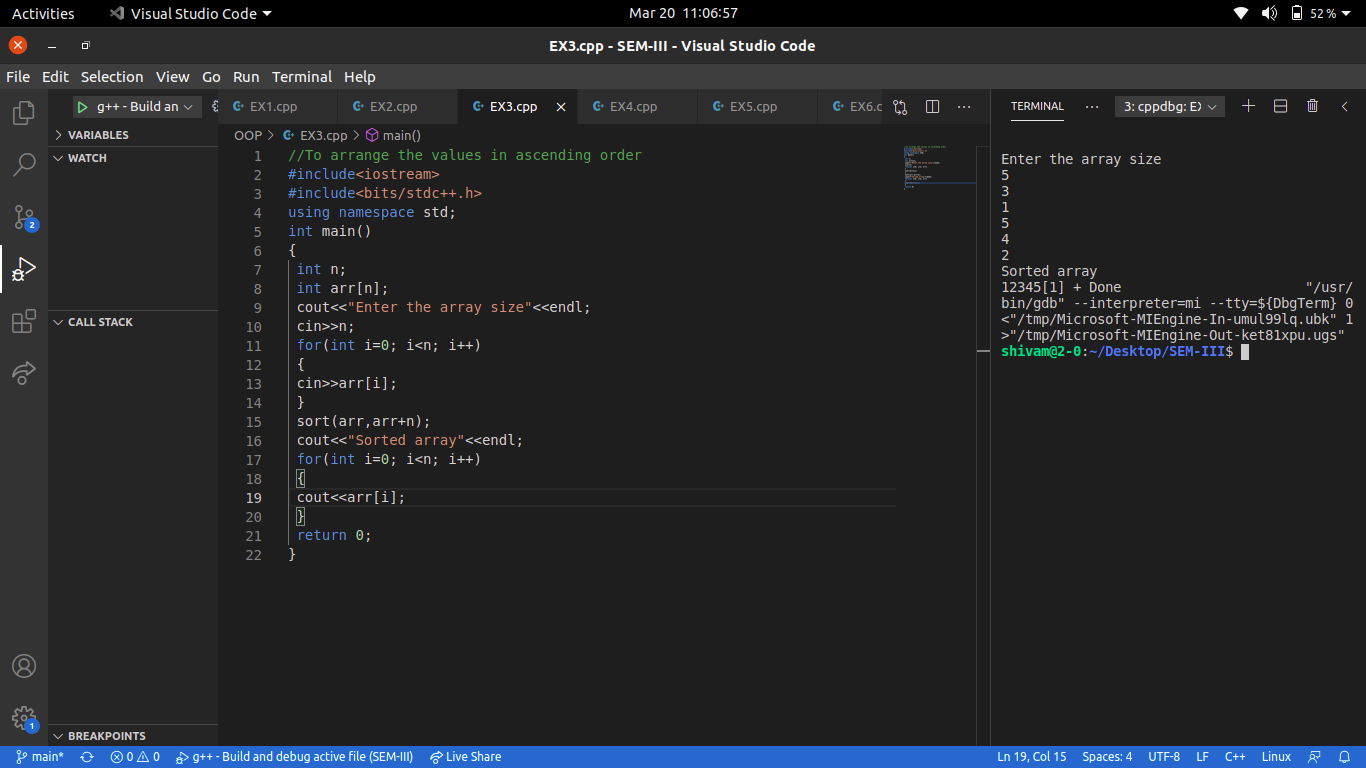 Activities
Visual Studio Code
Mar 20 11:06:57
52 %
EX3.cpp - SEM-III - Visual Studio Code
File Edit Selection View Go Run Terminal Help
g++ - Build an
EX1.cpp
EX2.cpp
EX3.cpp
EX4.cpp
EX5.cpp
EX6.c
VARIABLES
WATCH
CALL STACK
BREAKPOINTS
2
1
OOP > EX3.cpp > main()
1 //To arrange the values in ascending order
2 #include<iostream>
3 #include<bits/stdc++.h>
4 using namespace std;
5 int main()
6 {
7 int n;
8 int arr[n];
9 cout<<"Enter the array size"<<endl;
10 cin>>n;
11 for(int i=0; i<n; i++)
12 {
13 cin>>arr[i];
14 }
15 sort(arr,arr+n);
16 cout<<"Sorted array"<<endl;
17 for(int i=0; i<n; i++)
18 {
19 cout<<arr[i];
20 }
21 return 0;
22 }
TERMINAL
3: cppdbg: EX
Enter the array size
5
3
1
5
4
2
Sorted array
12345[1] + Done "/usr/
bin/gdb" --interpreter=mi --tty=${DbgTerm} 0
<"/tmp/Microsoft-MIEngine-In-umul99lq.ubk" 1
>"/tmp/Microsoft-MIEngine-Out-ket81xpu.ugs"
shivam@2-0:~/Desktop/SEM-III$
main* 0 0 g++ - Build and debug active file (SEM-III) Live Share Ln 19, Col 15 Spaces: 4 UTF-8 LF C++ Linux